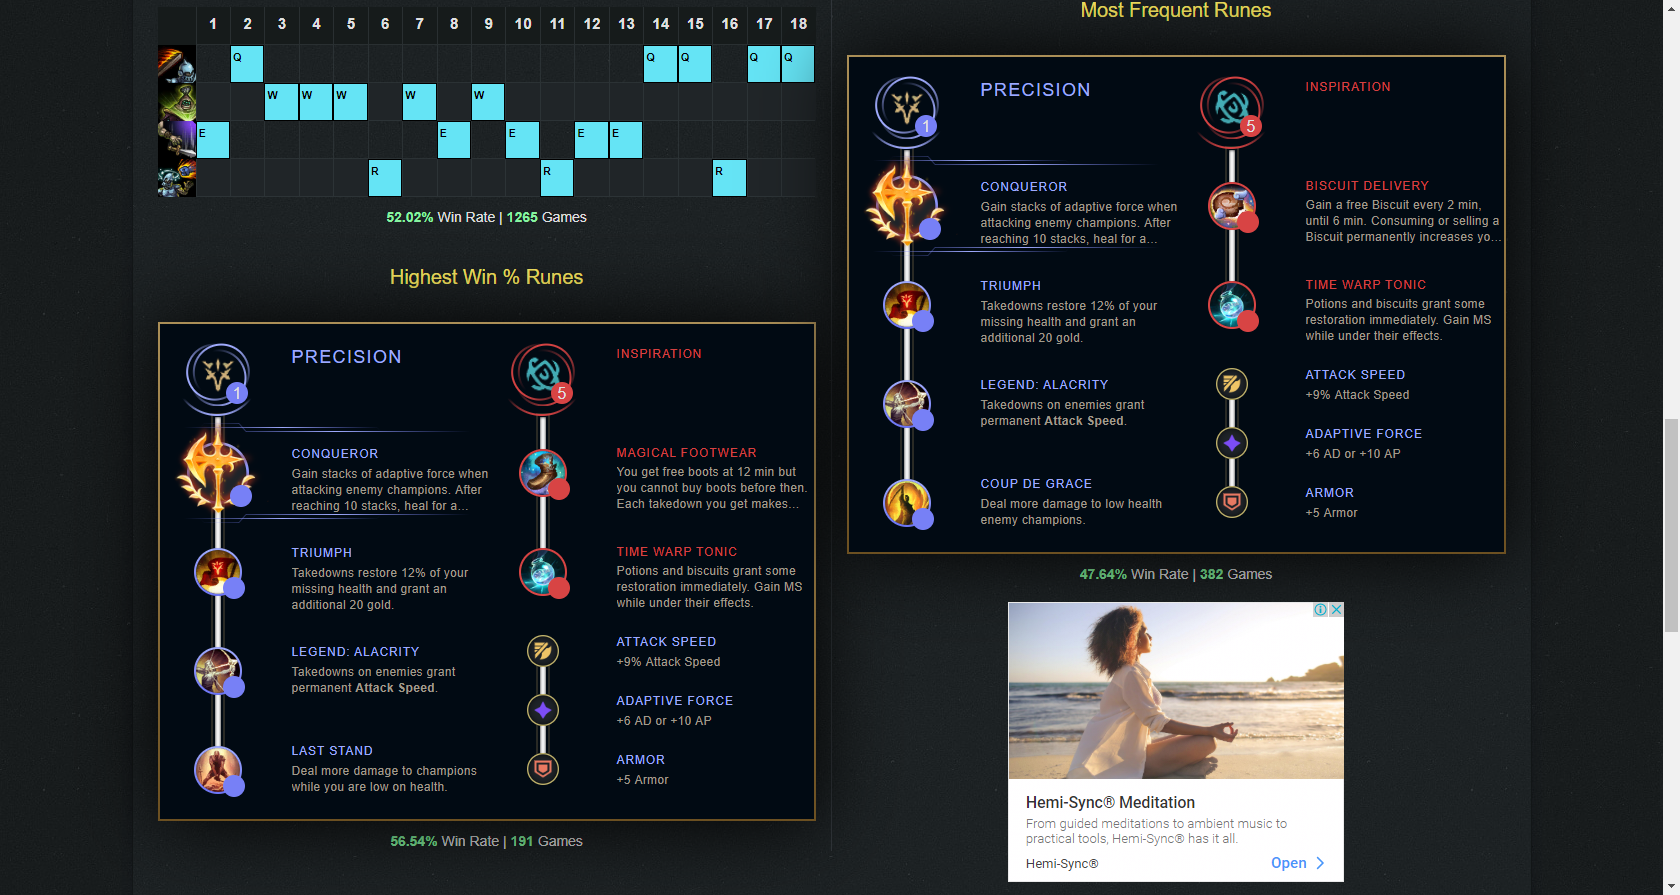 1 2 3 4 5 6 7 8 9 10 11 12 13 14 15 16 17 18
Q Q Q Q Q
W W W W W
E E E E E
R R R
52.02% Win Rate | 1265 Games
Highest Win % Runes
1
PRECISION
CONQUEROR
Gain stacks of adaptive force when
attacking enemy champions. After
reaching 10 stacks, heal for a...
TRIUMPH
Takedowns restore 12% of your
missing health and grant an
additional 20 gold.
LEGEND: ALACRITY
Takedowns on enemies grant
permanent Attack Speed.
LAST STAND
Deal more damage to champions
while you are low on health.
5
INSPIRATION
MAGICAL FOOTWEAR
You get free boots at 12 min but
you cannot buy boots before then.
Each takedown you get makes...
TIME WARP TONIC
Potions and biscuits grant some
restoration immediately. Gain MS
while under their effects.
ATTACK SPEED
+9% Attack Speed
ADAPTIVE FORCE
+6 AD or +10 AP
ARMOR
+5 Armor
56.54% Win Rate | 191 Games
Most Frequent Runes
1
PRECISION
CONQUEROR
Gain stacks of adaptive force when
attacking enemy champions. After
reaching 10 stacks, heal for a...
TRIUMPH
Takedowns restore 12% of your
missing health and grant an
additional 20 gold.
LEGEND: ALACRITY
Takedowns on enemies grant
permanent Attack Speed.
COUP DE GRACE
Deal more damage to low health
enemy champions.
5
INSPIRATION
BISCUIT DELIVERY
Gain a free Biscuit every 2 min,
until 6 min. Consuming or selling a
Biscuit permanently increases yo...
TIME WARP TONIC
Potions and biscuits grant some
restoration immediately. Gain MS
while under their effects.
ATTACK SPEED
+9% Attack Speed
ADAPTIVE FORCE
+6 AD or +10 AP
ARMOR
+5 Armor
47.64% Win Rate | 382 Games
Hemi-Sync® Meditation
From guided meditations to ambient music to
practical tools, Hemi-Sync® has it all.
Hemi-Sync®
Open